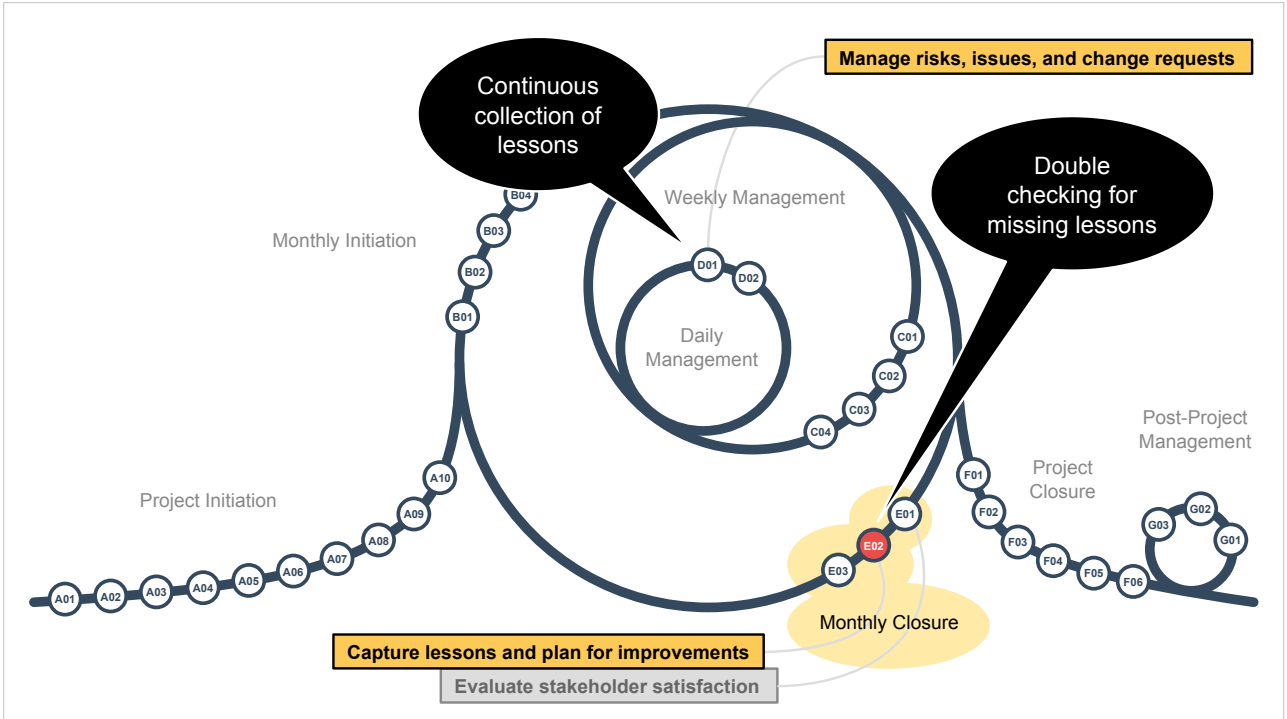 Manage risks, issues, and change requests
Continuous
collection of
lessons
Double
checking for
missing lessons
Weekly Management
Monthly Initiation
B04
B03
B02
B01
D01
D02
Daily
Management
C01
C02
C03
C04
Post-Project
Management
Project
Closure
Project Initiation
A10
A09
A08
A07
A06
A05
A04
A03
A02
A01
E01
E02
E03
F01
F02
F03
F04
F05
F06
G03
G02
G01
Monthly Closure
Capture lessons and plan for improvements
Evaluate stakeholder satisfaction